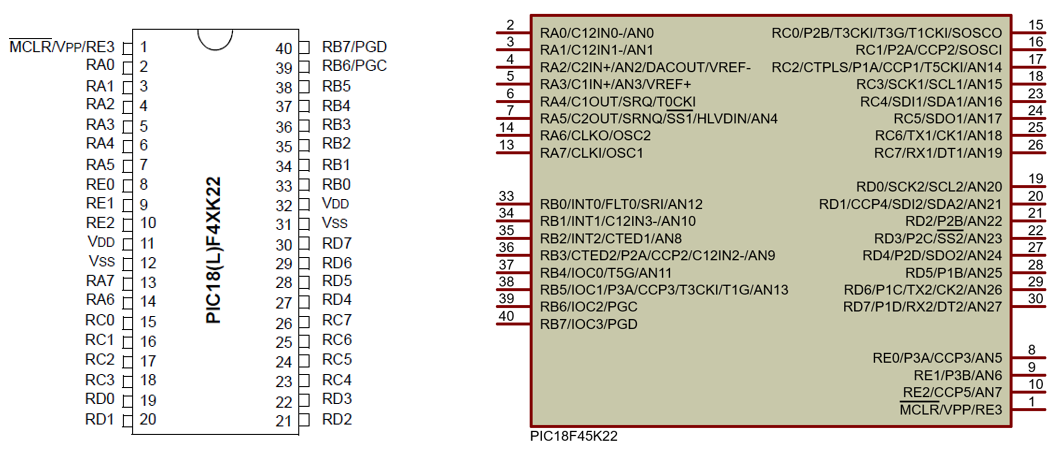 MCLR/VPP/RE3 1 40 RB7/PGD
RA0 2 39 RB6/PGC
RA1 3 38 RB5
RA2 4 37 RB4
RA3 5 36 RB3
RA4 6 35 RB2
RA5 7 34 RB1
RE0 8 33 RB0
RE1 9 32 VDD
RE2 10 31 VSS
VDD 11 30 RD7
VSS 12 29 RD6
RA7 13 28 RD5
RA6 14 27 RD4
RC0 15 26 RC7
RC1 16 25 RC6
RC2 17 24 RC5
RC3 18 23 RC4
RD0 19 22 RD3
RD1 20 21 RD2
PIC18(L)F4XK22
2 RA0/C12IN0-/AN0
3 RA1/C12IN1-/AN1
4 RA2/C2IN+/AN2/DACOUT/VREF-
5 RA3/C1IN+/AN3/VREF+
6 RA4/C1OUT/SRQ/T0CKI
7 RA5/C2OUT/SRNQ/SS1/HLVDIN/AN4
14 RA6/CLKO/OSC2
13 RA7/CLKI/OSC1
33 RB0/INT0/FLT0/SRI/AN12
34 RB1/INT1/C12IN3-/AN10
35 RB2/INT2/CTED1/AN8
36 RB3/CTED2/P2A/CCP2/C12IN2-/AN9
37 RB4/IOC0/T5G/AN11
38 RB5/IOC1/P3A/CCP3/T3CKI/T1G/AN13
39 RB6/IOC2/PGC
40 RB7/IOC3/PGD
RC0/P2B/T3CKI/T3G/T1CKI/SOSCO 15
RC1/P2A/CCP2/SOSCI 16
RC2/CTPLS/P1A/CCP1/T5CKI/AN14 17
RC3/SCK1/SCL1/AN15 18
RC4/SDI1/SDA1/AN16 23
RC5/SDO1/AN17 24
RC6/TX1/CK1/AN18 25
RC7/RX1/DT1/AN19 26
RD0/SCK2/SCL2/AN20 19
RD1/CCP4/SDI2/SDA2/AN21 20
RD2/P2B/AN22 21
RD3/P2C/SS2/AN23 22
RD4/P2D/SDO2/AN24 27
RD5/P1B/AN25 28
RD6/P1C/TX2/CK2/AN26 29
RD7/P1D/RX2/DT2/AN27 30
RE0/P3A/CCP3/AN5 8
RE1/P3B/AN6 9
RE2/CCP5/AN7 10
MCLR/VPP/RE3 1
PIC18F45K22